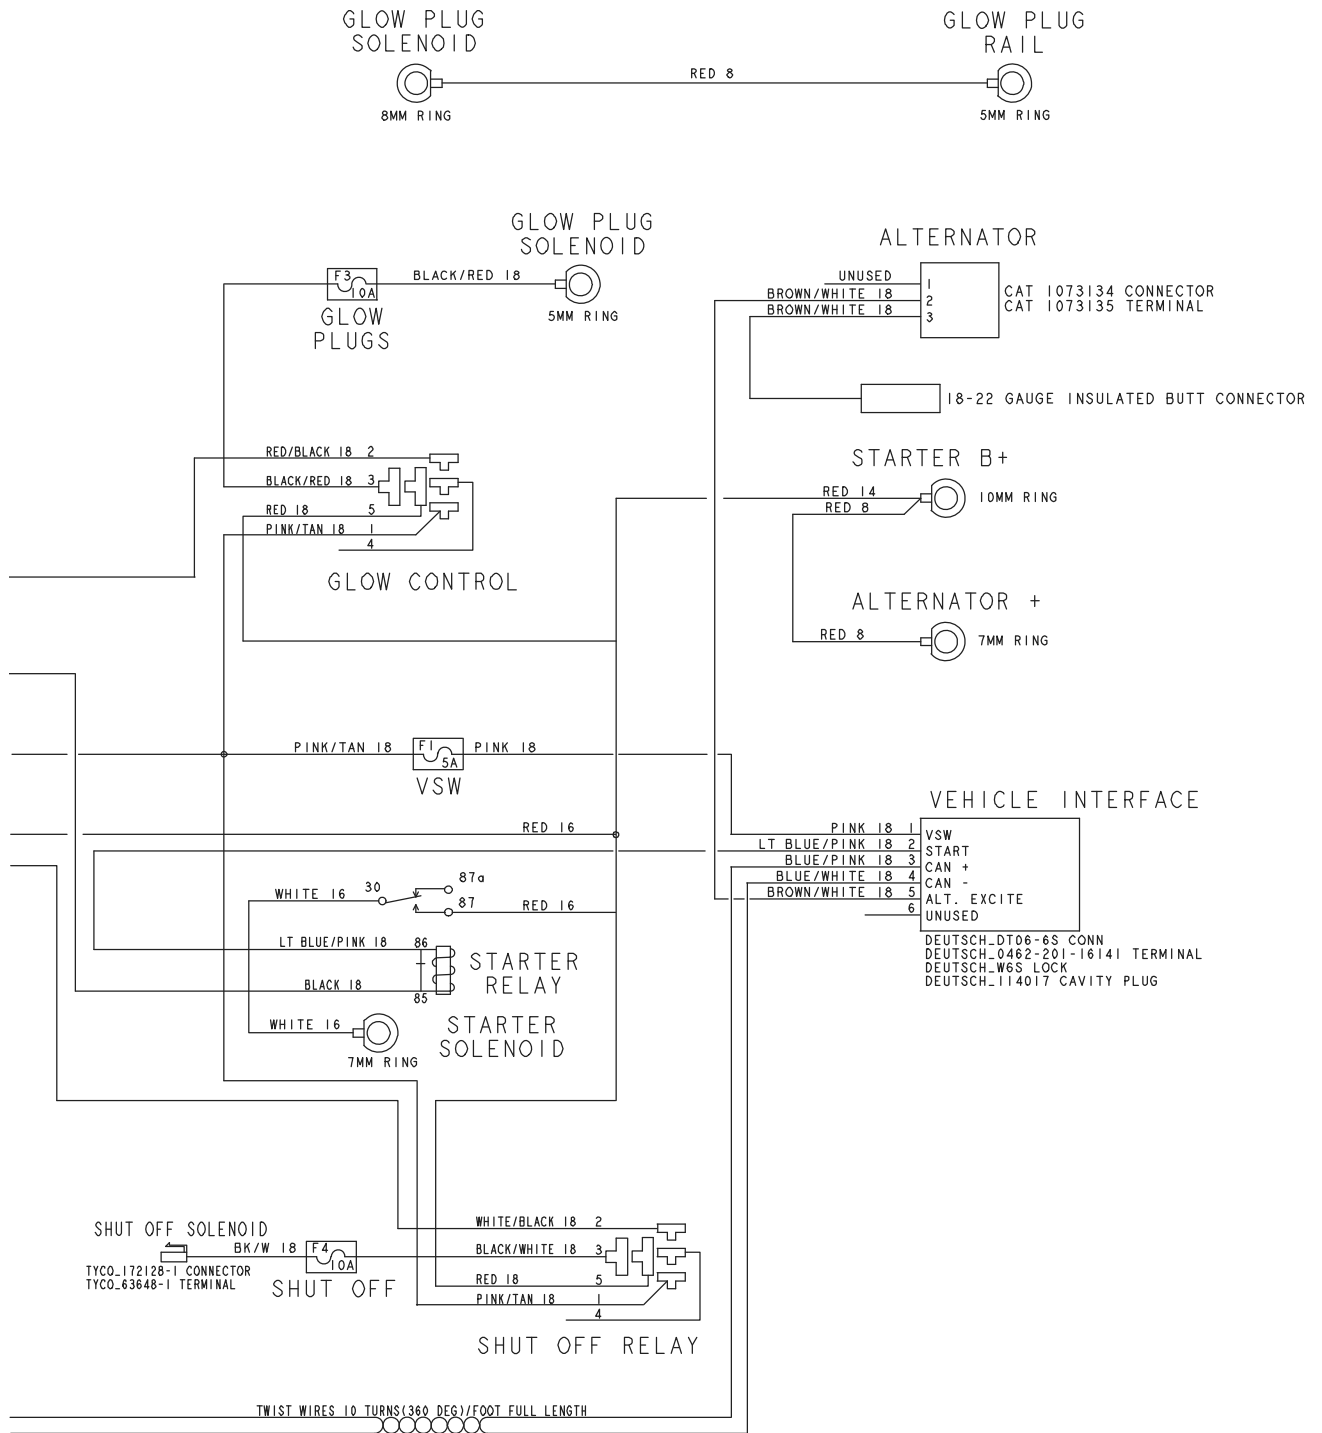 GLOW PLUG
SOLENOID
GLOW PLUG
RAIL
RED 8
8MM RING
5MM RING
GLOW PLUG
SOLENOID
ALTERNATOR
F3
10A
BLACK/RED 18
5MM RING
GLOW
PLUGS
UNUSED 1
BROWN/WHITE 18 2
BROWN/WHITE 18 3
CAT 1073134 CONNECTOR
CAT 1073135 TERMINAL
18-22 GAUGE INSULATED BUTT CONNECTOR
RED/BLACK 18 2
BLACK/RED 18 3
RED 18 5
PINK/TAN 18 1
4
GLOW CONTROL
STARTER B+
RED 14
RED 8
10MM RING
ALTERNATOR +
RED 8
7MM RING
PINK/TAN 18
F1
5A
PINK 18
VSW
RED 16
VEHICLE INTERFACE
PINK 18 1 VSW
LT BLUE/PINK 18 2 START
BLUE/PINK 18 3 CAN +
BLUE/WHITE 18 4 CAN -
BROWN/WHITE 18 5 ALT. EXCITE
6 UNUSED
DEUTSCH_DT06-6S CONN
DEUTSCH_0462-201-16141 TERMINAL
DEUTSCH_W6S LOCK
DEUTSCH_114017 CAVITY PLUG
WHITE 16 30
87a
87
RED 16
LT BLUE/PINK 18 86
BLACK 18 85
STARTER
RELAY
WHITE 16
7MM RING
STARTER
SOLENOID
SHUT OFF SOLENOID
BK/W 18
F4
10A
TYCO_172128-1 CONNECTOR
TYCO_63648-1 TERMINAL
SHUT OFF
WHITE/BLACK 18 2
BLACK/WHITE 18 3
RED 18 5
PINK/TAN 18 1
4
SHUT OFF RELAY
TWIST WIRES 10 TURNS(360 DEG)/FOOT FULL LENGTH